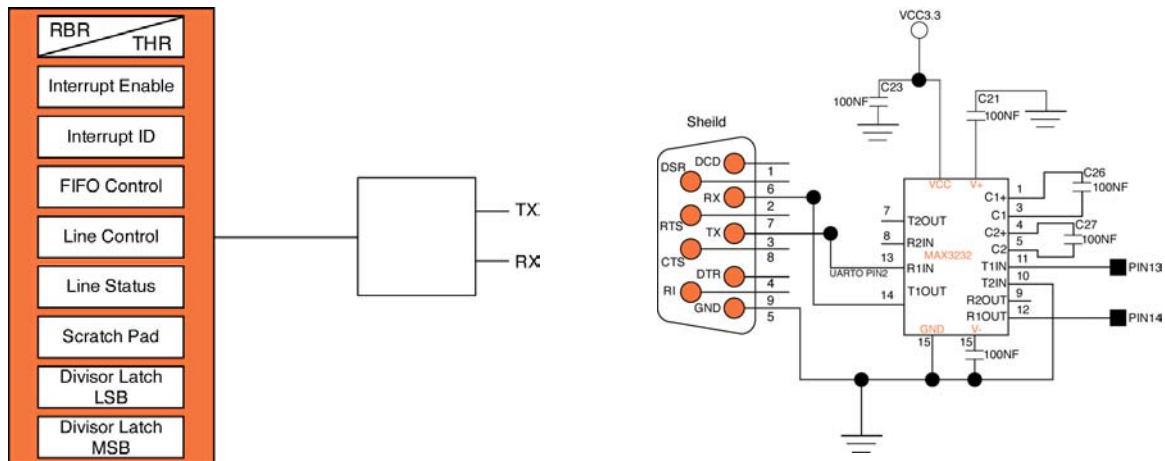 RBR
THR
Interrupt Enable
Interrupt ID
FIFO Control
Line Control
Line Status
Scratch Pad
Divisor Latch
LSB
Divisor Latch
MSB
TX
RX
VCC3.3
C23
100NF
C21
100NF
Sheild
DSR
DCD
RX
RTS
TX
CTS
DTR
RI
GND
1
6
2
7
3
8
4
9
5
UARTO PIN2
VCC
V+
7
T2OUT
8
R2IN
MAX3232
13
R1IN
14
T1OUT
GND
V-
15
15
100NF
C1+
1
C1
3
C2+
4
C2
5
T1IN
11
T2IN
10
R2OUT
9
R1OUT
12
C26
100NF
C27
100NF
PIN13
PIN14